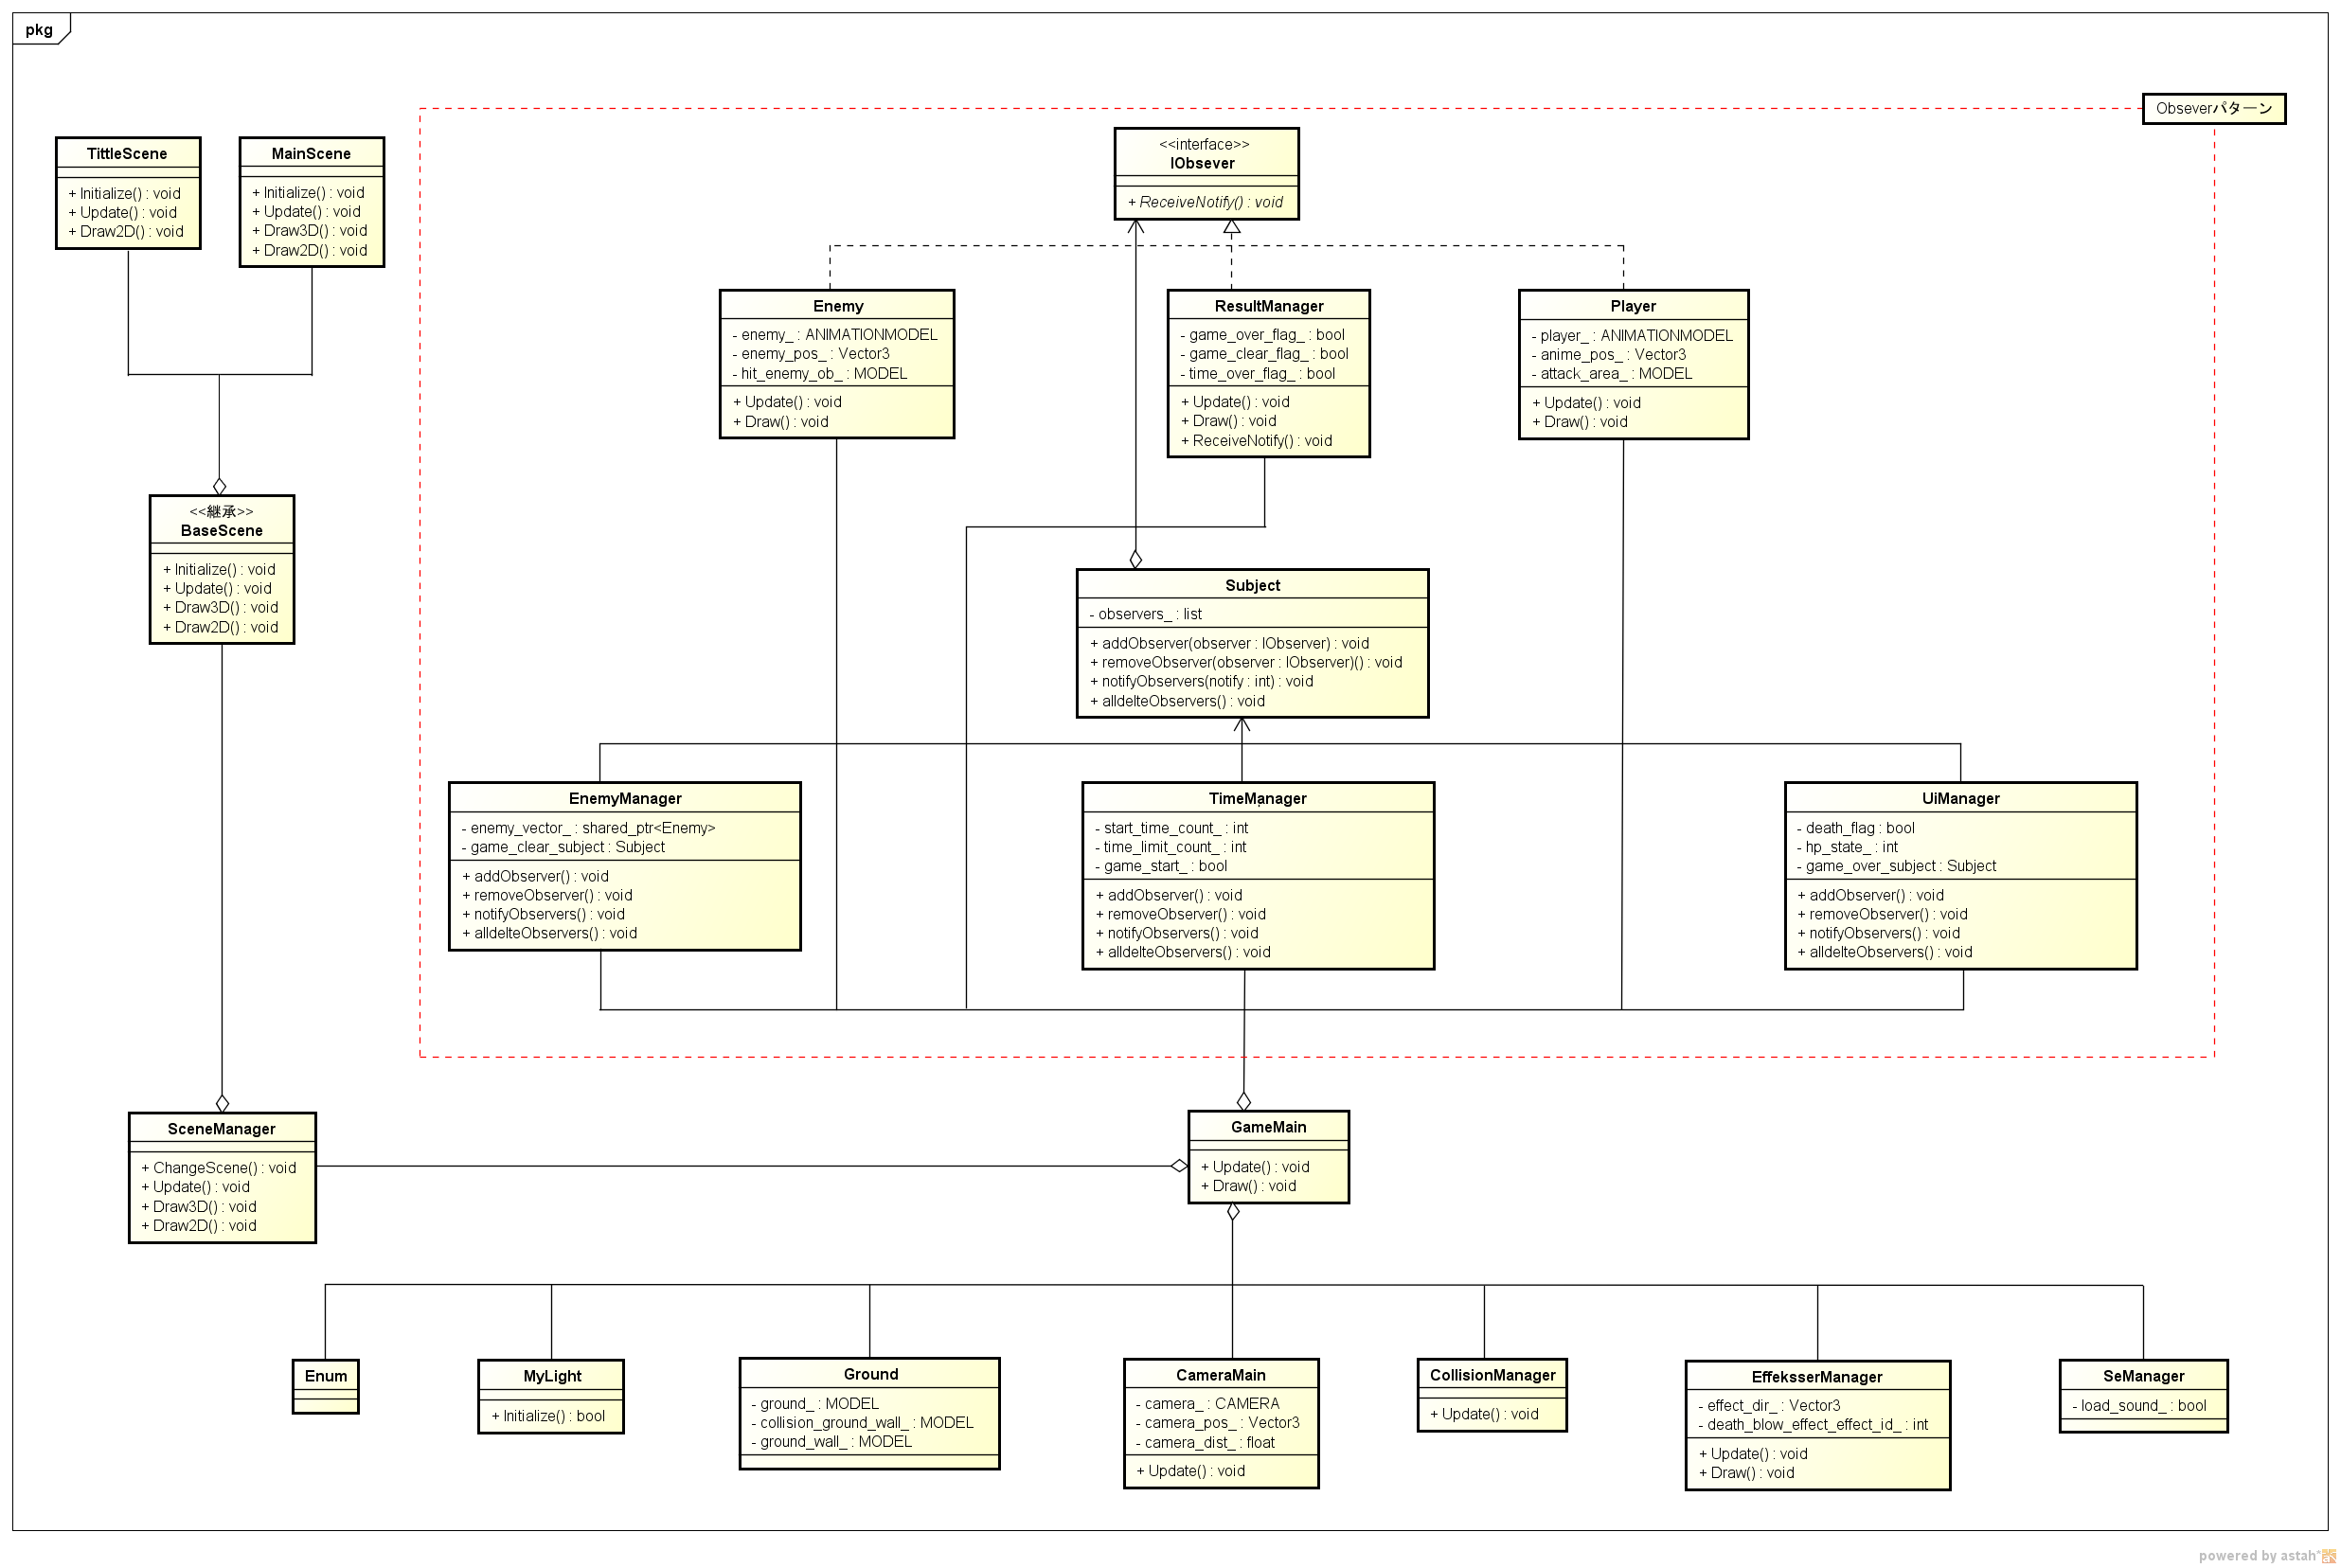 pkg
Obseverパターン
TittleScene
+ Initialize() : void
+ Update() : void
+ Draw2D() : void
MainScene
+ Initialize() : void
+ Update() : void
+ Draw3D() : void
+ Draw2D() : void
<<interface>>
IObsever
+ ReceiveNotify() : void
Enemy
- enemy_ : ANIMATIONMODEL
- enemy_pos_ : Vector3
- hit_enemy_ob_ : MODEL
+ Update() : void
+ Draw() : void
ResultManager
- game_over_flag_ : bool
- game_clear_flag_ : bool
- time_over_flag_ : bool
+ Update() : void
+ Draw() : void
+ ReceiveNotify() : void
Player
- player_ : ANIMATIONMODEL
- anime_pos_ : Vector3
- attack_area_ : MODEL
+ Update() : void
+ Draw() : void
<<継承>>
BaseScene
+ Initialize() : void
+ Update() : void
+ Draw3D() : void
+ Draw2D() : void
Subject
- observers_ : list
+ addObserver(observer : IObserver) : void
+ removeObserver(observer : IObserver)() : void
+ notifyObservers(notify : int) : void
+ alldelteObservers() : void
EnemyManager
- enemy_vector_ : shared_ptr<Enemy>
- game_clear_subject : Subject
+ addObserver() : void
+ removeObserver() : void
+ notifyObservers() : void
+ alldelteObservers() : void
TimeManager
- start_time_count_ : int
- time_limit_count_ : int
- game_start_ : bool
+ addObserver() : void
+ removeObserver() : void
+ notifyObservers() : void
+ alldelteObservers() : void
UiManager
- death_flag : bool
- hp_state_ : int
- game_over_subject : Subject
+ addObserver() : void
+ removeObserver() : void
+ notifyObservers() : void
+ alldelteObservers() : void
SceneManager
+ ChangeScene() : void
+ Update() : void
+ Draw3D() : void
+ Draw2D() : void
GameMain
+ Update() : void
+ Draw() : void
Enum
MyLight
+ Initialize() : bool
Ground
- ground_ : MODEL
- collision_ground_wall_ : MODEL
- ground_wall_ : MODEL
CameraMain
- camera_ : CAMERA
- camera_pos_ : Vector3
- camera_dist_ : float
+ Update() : void
CollisionManager
+ Update() : void
EffeksserManager
- effect_dir_ : Vector3
- death_blow_effect_effect_id_ : int
+ Update() : void
+ Draw() : void
SeManager
- load_sound_ : bool
powered by astah*